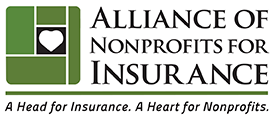 ALLIANCE OF
NONPROFITS FOR
INSURANCE
A Head for Insurance. A Heart for Nonprofits.